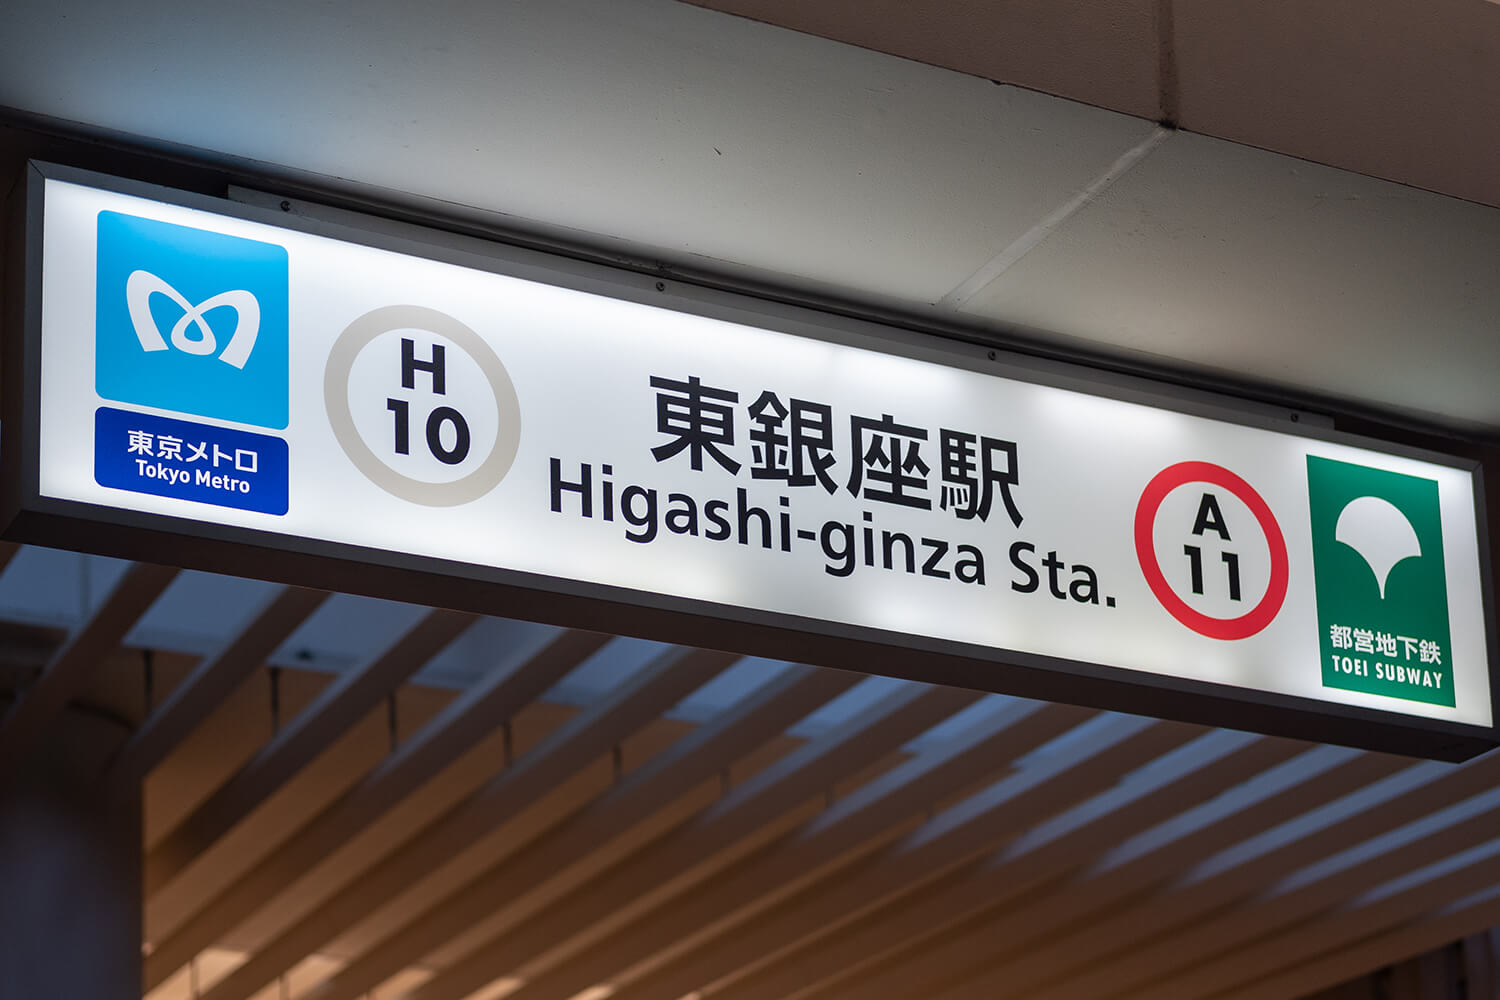 東京メトロ
Tokyo Metro
H
10
東銀座駅
Higashi-ginza Sta.
A
11
都営地下鉄
TOEI SUBWAY